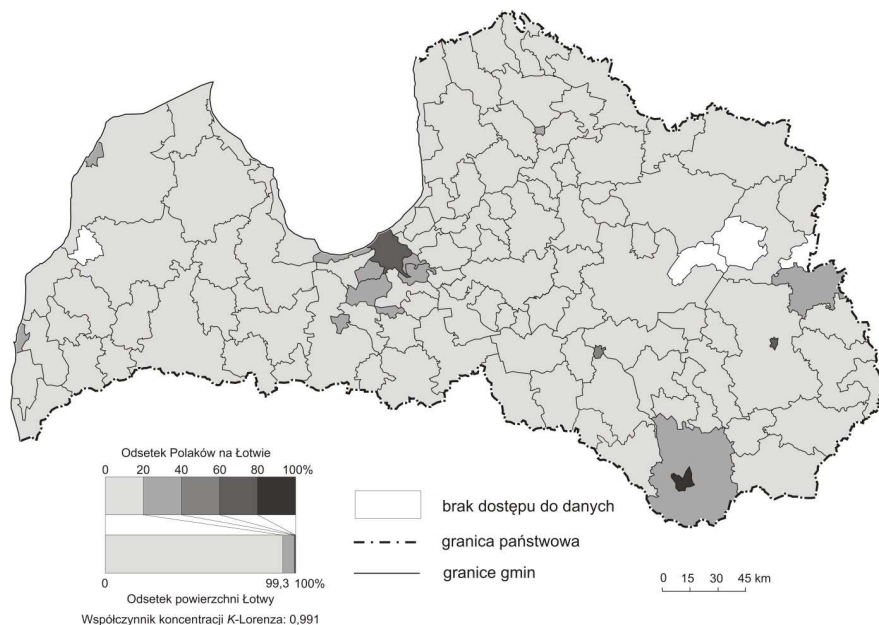 Odsetek Polaków na Łotwie
0 20 40 60 80 100%
0 99,3 100%
Odsetek powierzchni Łotwy
Współczynnik koncentracji K-Lorenza: 0,991
brak dostępu do danych
granica państwowa
granice gmin
0 15 30 45 km